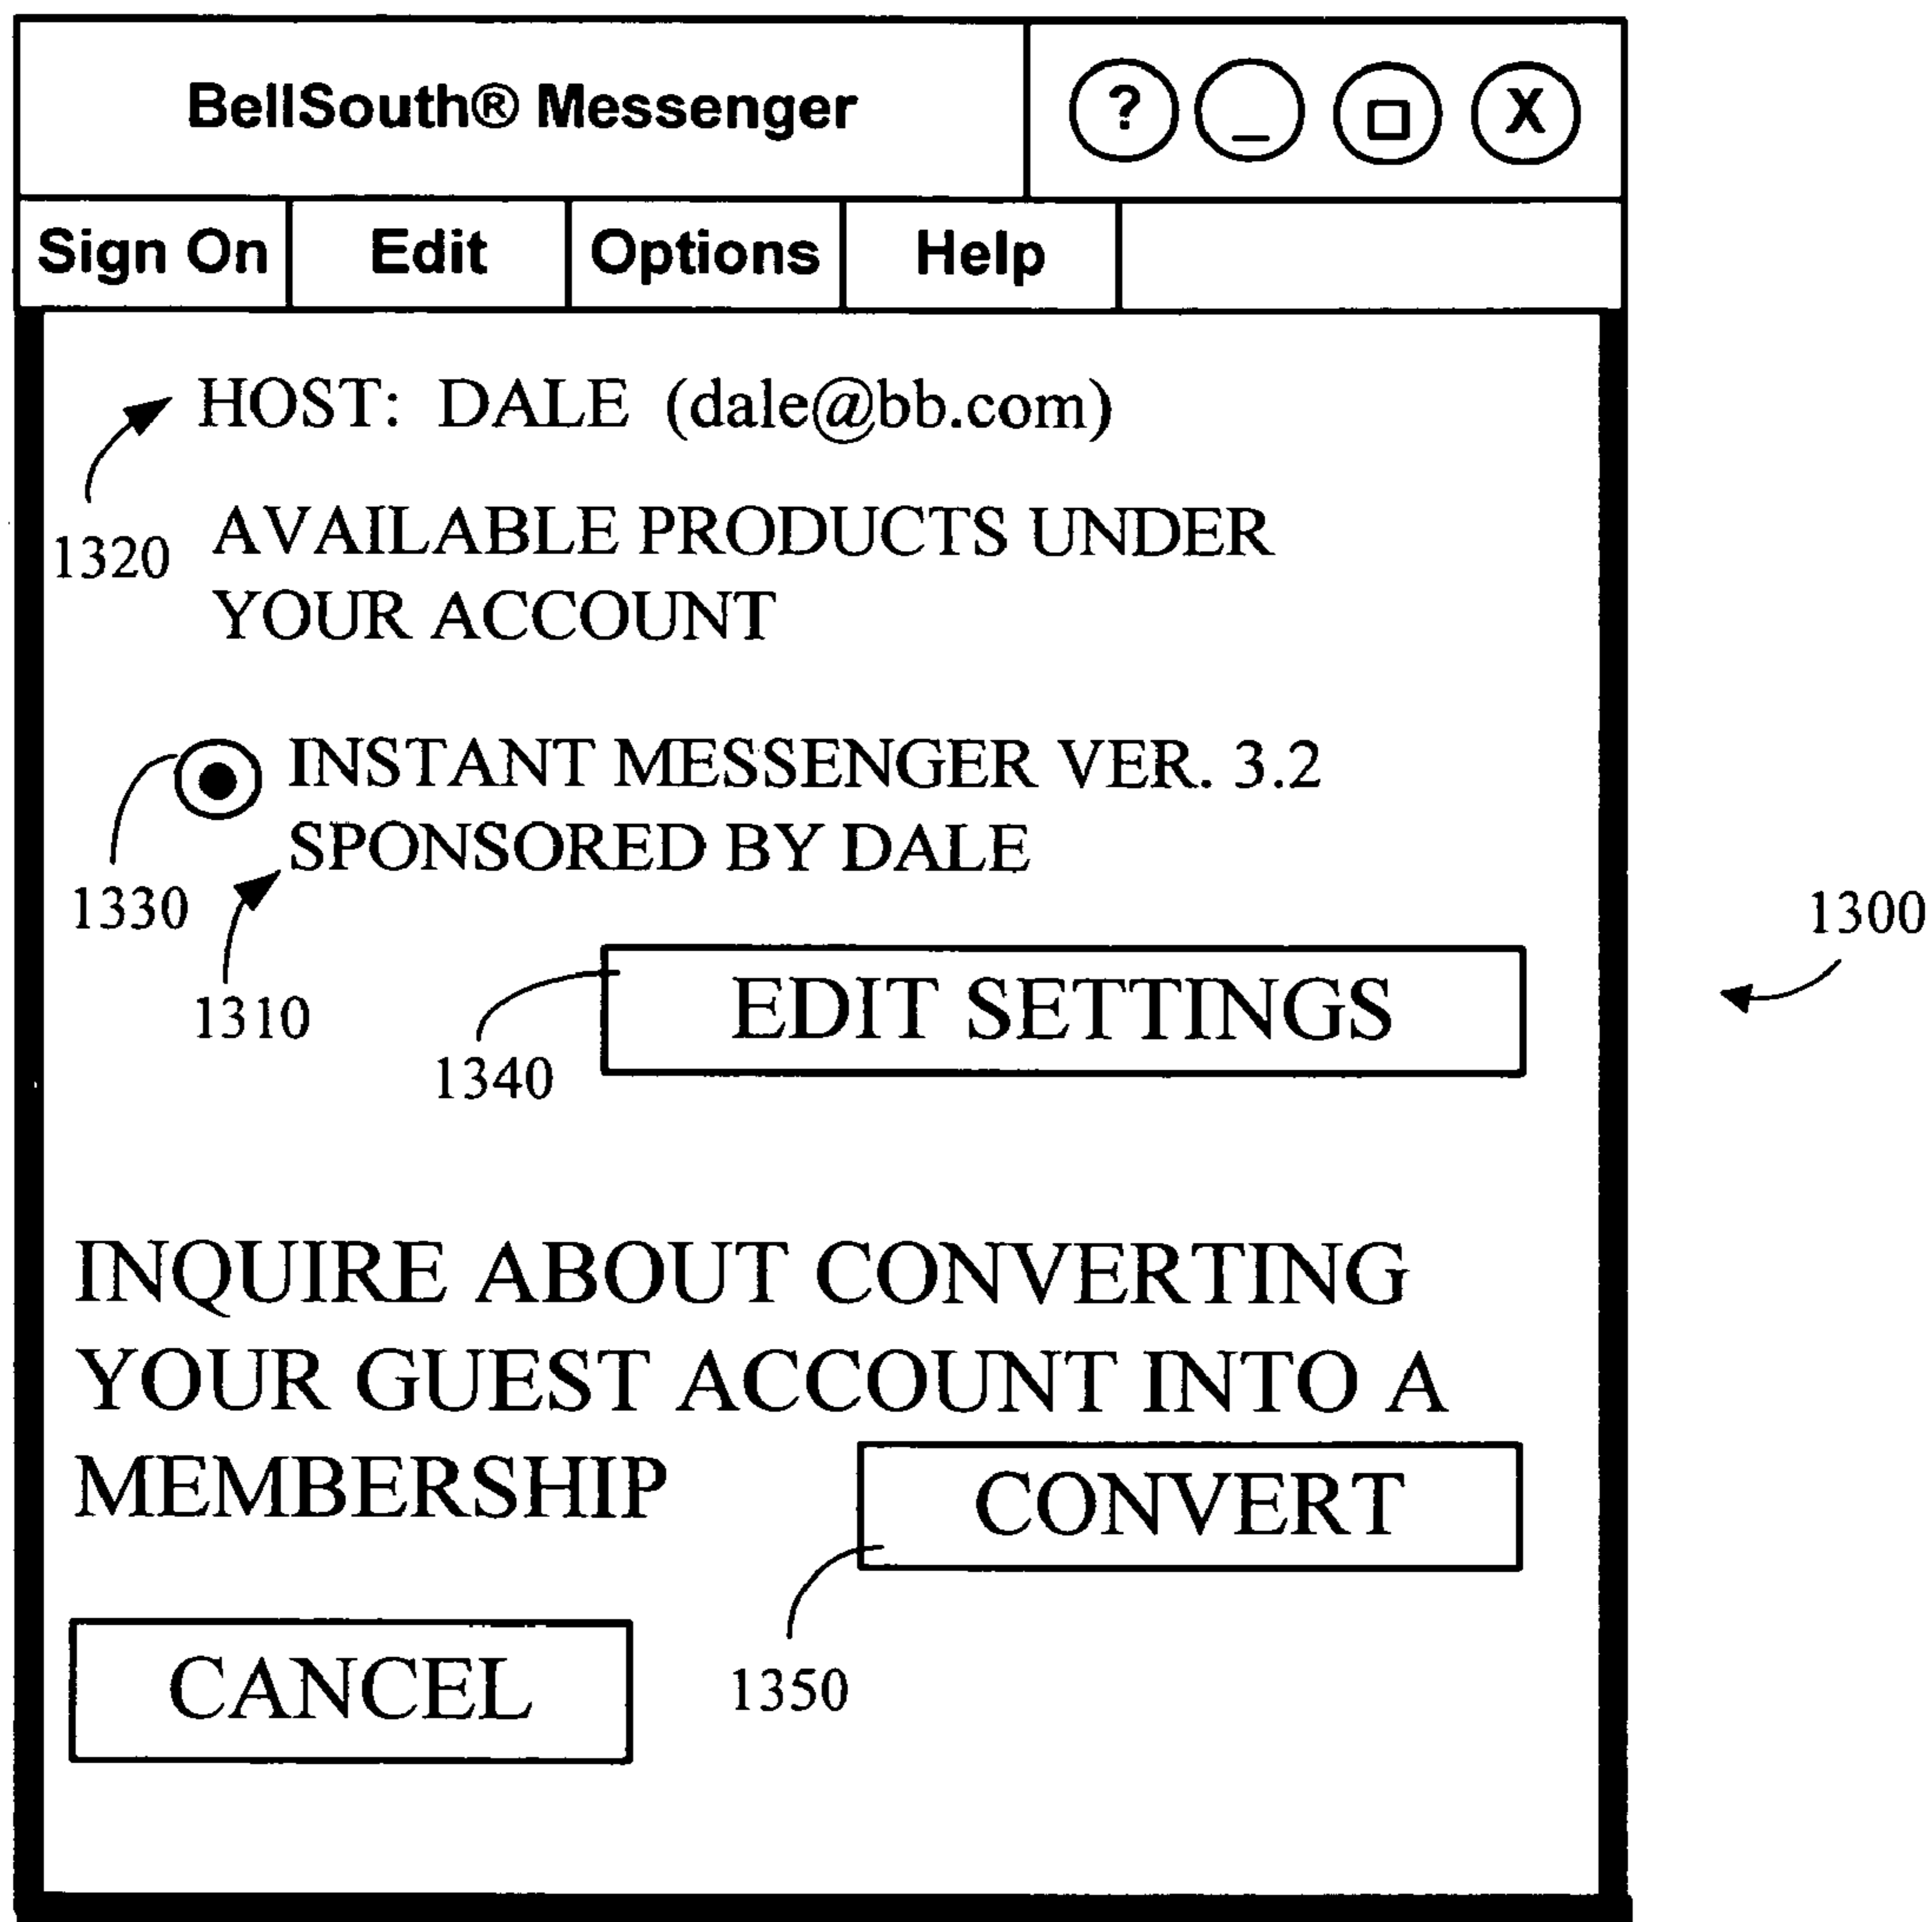 BellSouth® Messenger ? _ X
Sign On Edit Options Help
HOST: DALE (dale@bb.com)
1320
AVAILABLE PRODUCTS UNDER
YOUR ACCOUNT
INSTANT MESSENGER VER. 3.2
SPONSORED BY DALE
1330
1310
1300
EDIT SETTINGS
1340
INQUIRE ABOUT CONVERTING
YOUR GUEST ACCOUNT INTO A
MEMBERSHIP
CONVERT
1350
CANCEL